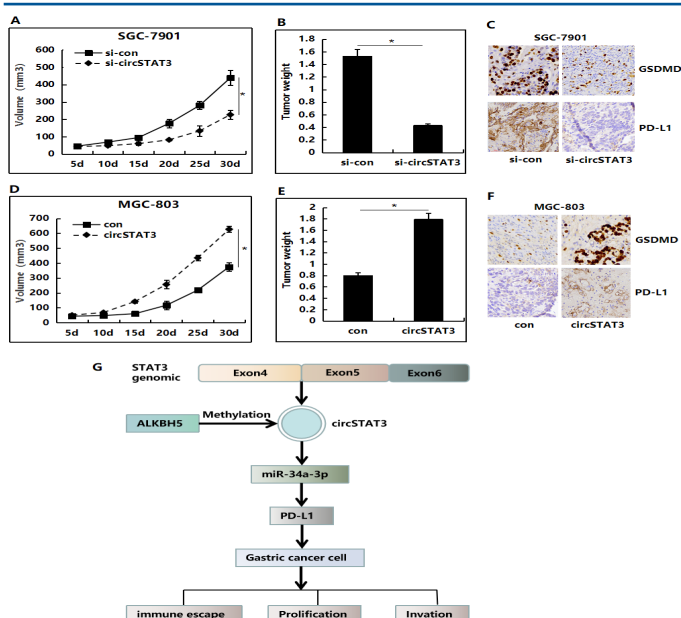 A
SGC-7901
si-con
si-circSTAT3
Volume (mm3)
600
500
400
300
200
100
0
*
5d 10d 15d 20d 25d 30d
B
Tumor weight
1.8
1.6
1.4
1.2
1
0.8
0.6
0.4
0.2
0
*
si-con si-circSTAT3
C
SGC-7901
GSDMD
PD-L1
si-con si-circSTAT3
D
MGC-803
con
circSTAT3
Volume (mm3)
700
600
500
400
300
200
100
0
*
5d 10d 15d 20d 25d 30d
E
Tumor weight
2
1.8
1.6
1.4
1.2
1
0.8
0.6
0.4
0.2
0
*
con circSTAT3
F
MGC-803
GSDMD
PD-L1
con circSTAT3
G
STAT3
genomic
Exon4 Exon5 Exon6
ALKBH5
Methylation
circSTAT3
miR-34a-3p
PD-L1
Gastric cancer cell
immune escape Prolification Invation